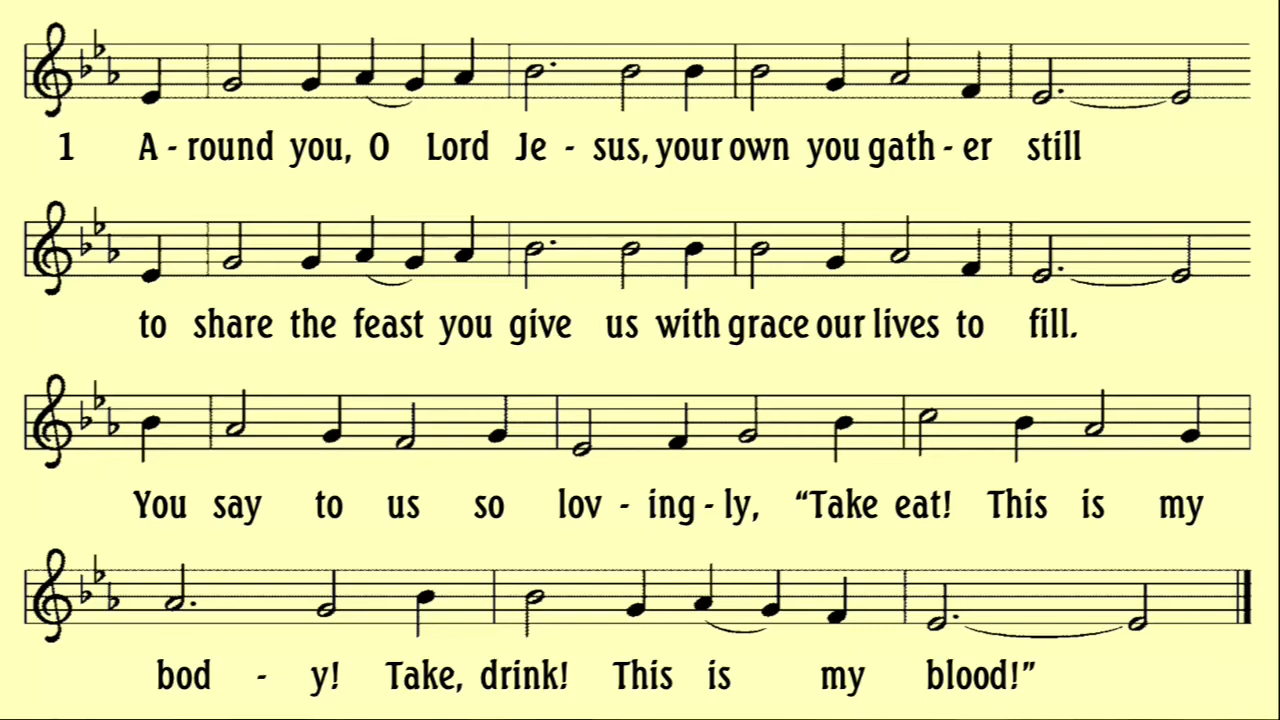 1 A - round you, O Lord Je - sus, your own you gath - er still
to share the feast you give us with grace our lives to fill.
You say to us so lov - ing - ly, “Take eat! This is my
bod - y! Take, drink! This is my blood!”